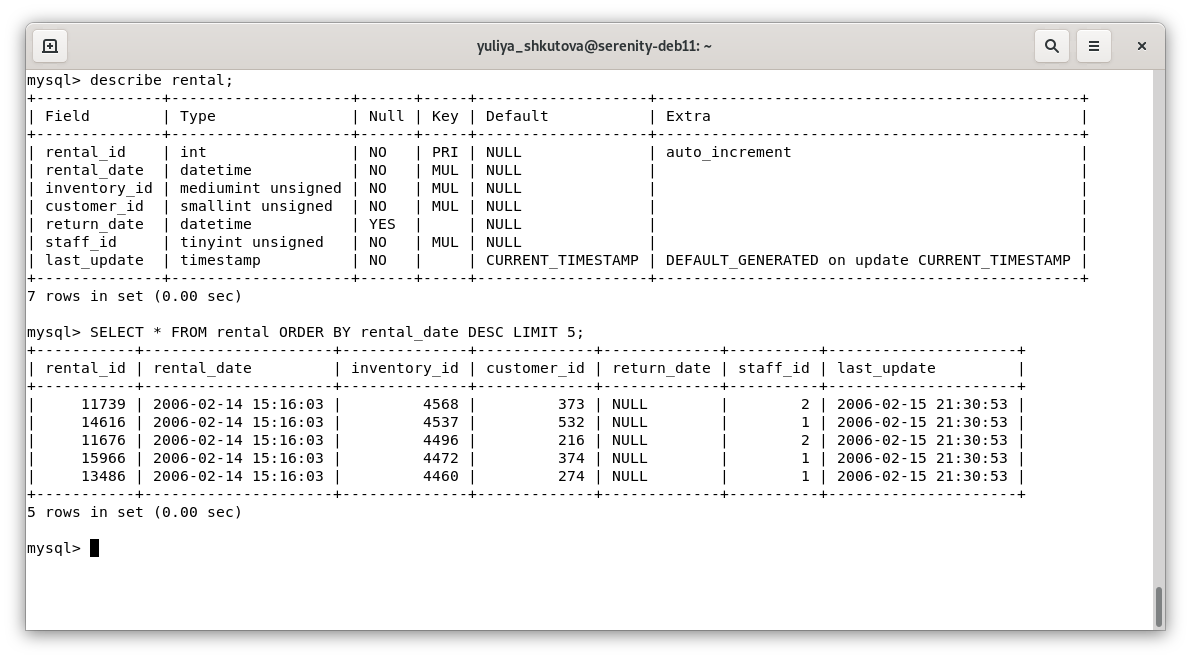 yuliya_shkutova@serenity-deb11: ~
mysql> describe rental;
+--------------+--------------------+------+-----+-------------------+-----------------------------------------------+
| Field        | Type               | Null | Key | Default           | Extra                                         |
+--------------+--------------------+------+-----+-------------------+-----------------------------------------------+
| rental_id    | int                | NO   | PRI | NULL              | auto_increment                                |
| rental_date  | datetime           | NO   | MUL | NULL              |                                               |
| inventory_id | mediumint unsigned | NO   | MUL | NULL              |                                               |
| customer_id  | smallint unsigned  | NO   | MUL | NULL              |                                               |
| return_date  | datetime           | YES  |     | NULL              |                                               |
| staff_id     | tinyint unsigned   | NO   | MUL | NULL              |                                               |
| last_update  | timestamp          | NO   |     | CURRENT_TIMESTAMP | DEFAULT_GENERATED on update CURRENT_TIMESTAMP |
+--------------+--------------------+------+-----+-------------------+-----------------------------------------------+
7 rows in set (0.00 sec)
mysql> SELECT * FROM rental ORDER BY rental_date DESC LIMIT 5;
+-----------+---------------------+--------------+-------------+-------------+----------+---------------------+
| rental_id | rental_date         | inventory_id | customer_id | return_date | staff_id | last_update         |
+-----------+---------------------+--------------+-------------+-------------+----------+---------------------+
|     11739 | 2006-02-14 15:16:03 |         4568 |         373 | NULL        |        2 | 2006-02-15 21:30:53 |
|     14616 | 2006-02-14 15:16:03 |         4537 |         532 | NULL        |        1 | 2006-02-15 21:30:53 |
|     11676 | 2006-02-14 15:16:03 |         4496 |         216 | NULL        |        2 | 2006-02-15 21:30:53 |
|     15966 | 2006-02-14 15:16:03 |         4472 |         374 | NULL        |        1 | 2006-02-15 21:30:53 |
|     13486 | 2006-02-14 15:16:03 |         4460 |         274 | NULL        |        1 | 2006-02-15 21:30:53 |
+-----------+---------------------+--------------+-------------+-------------+----------+---------------------+
5 rows in set (0.00 sec)
mysql>